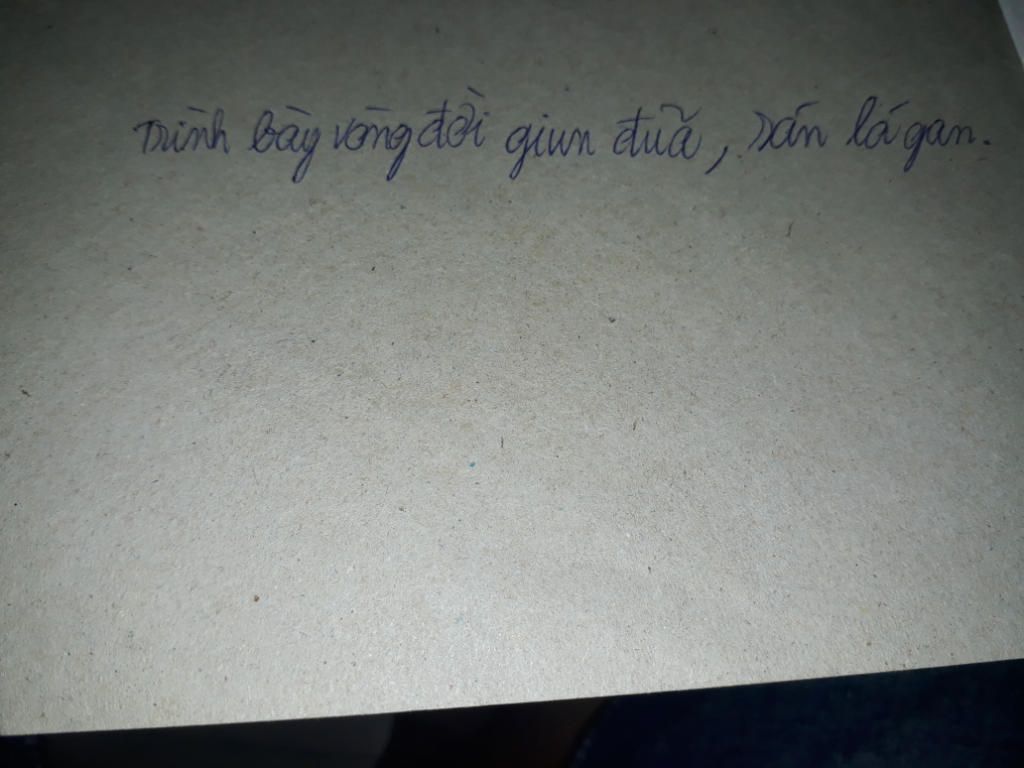 Trình bày vòng đời giun đũa, sán lá gan.